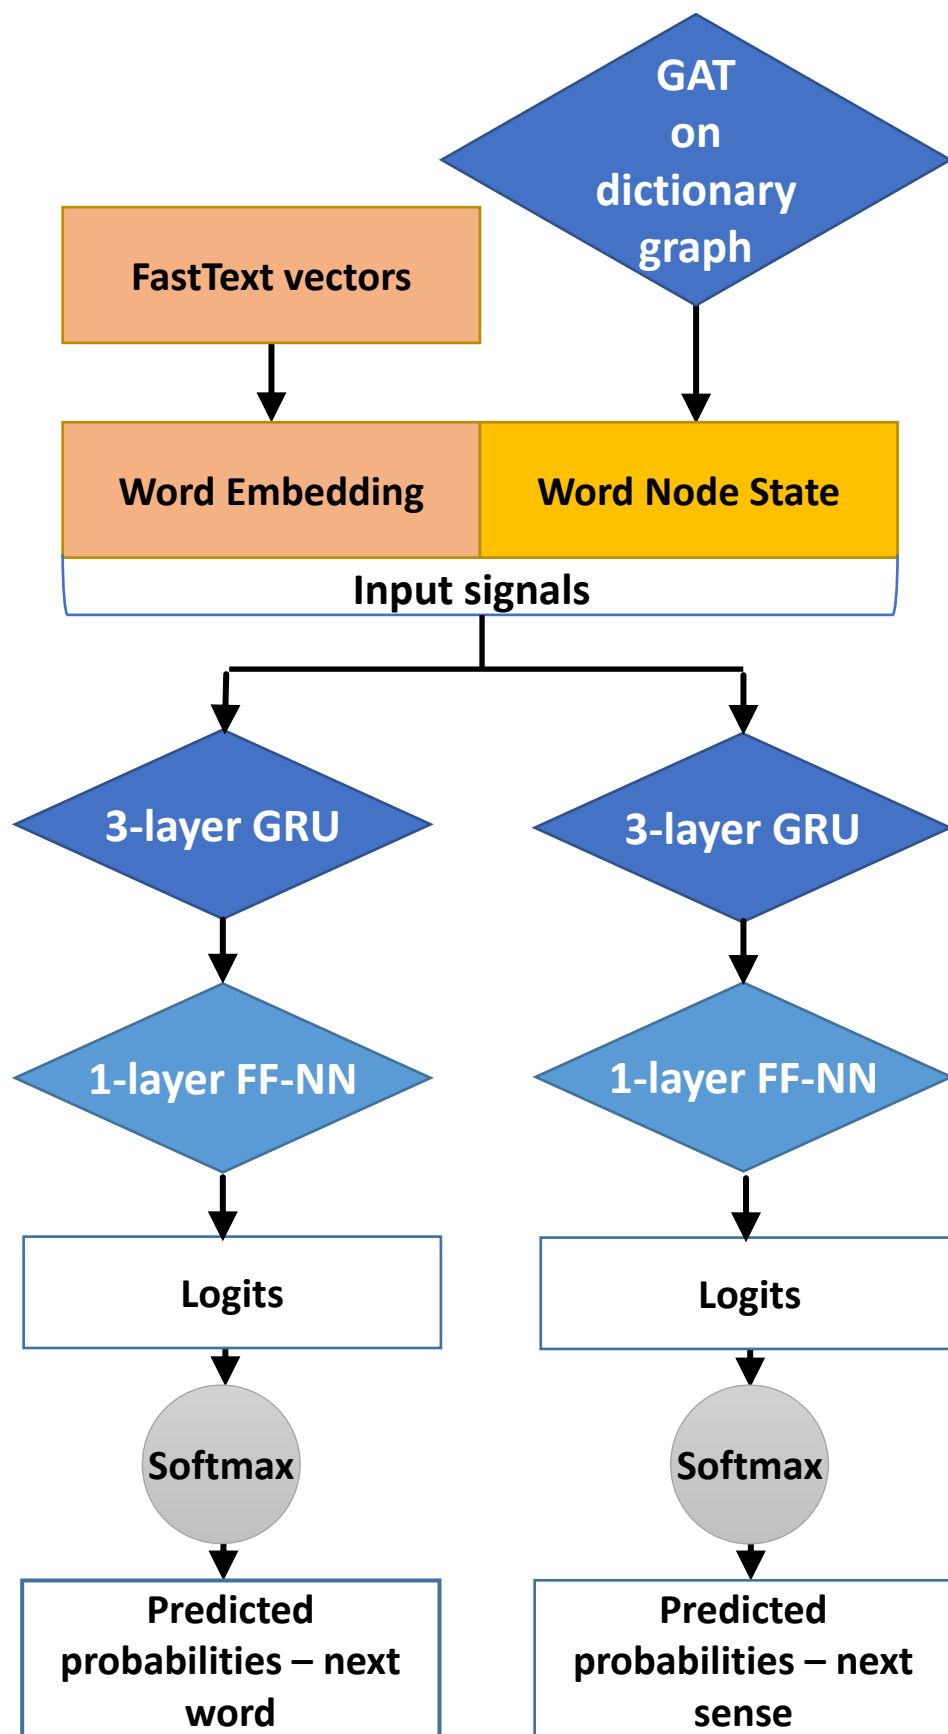 GAT
on
dictionary
graph
FastText vectors
Word Embedding
Word Node State
Input signals
3-layer GRU
3-layer GRU
1-layer FF-NN
1-layer FF-NN
Logits
Logits
Softmax
Softmax
Predicted
probabilities – next
word
Predicted
probabilities – next
sense